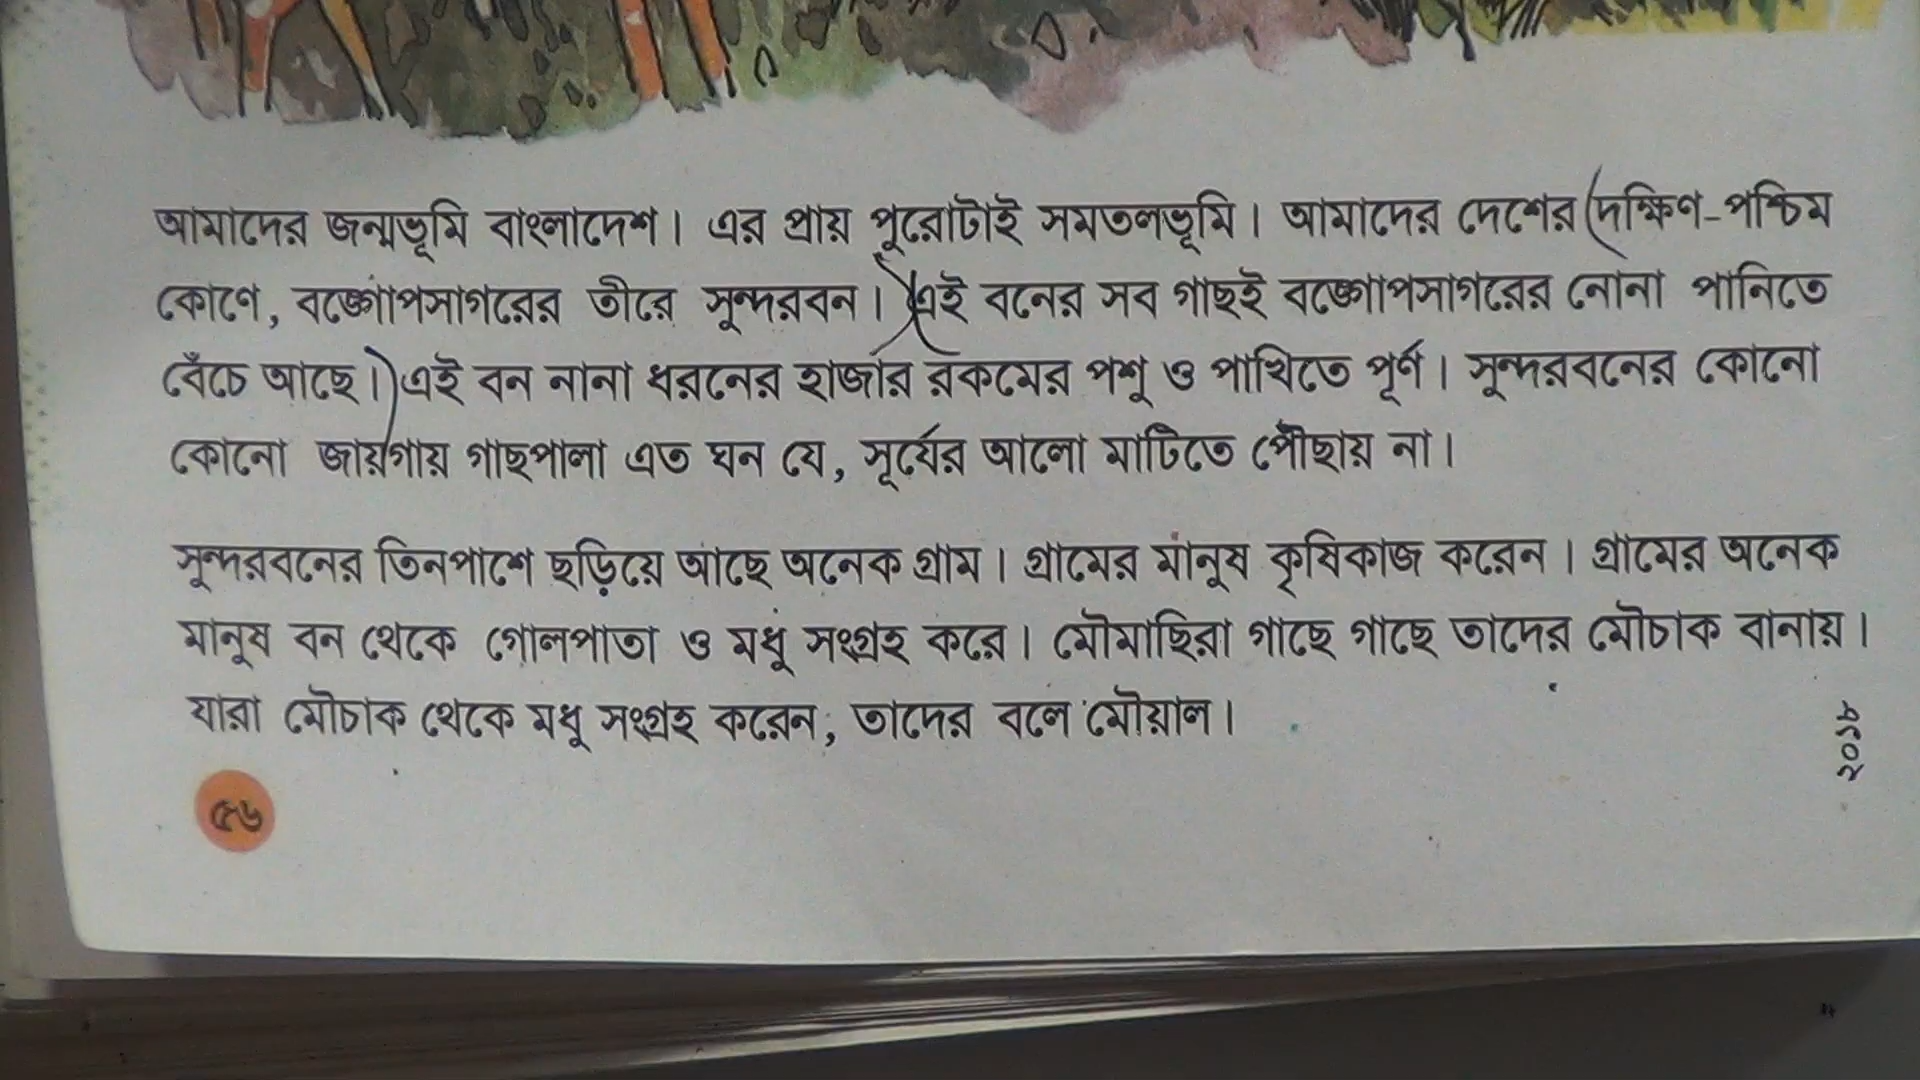 আমাদের জন্মভূমি বাংলাদেশ। এর প্রায় পুরোটাই সমতলভূমি। আমাদের দেশের (দক্ষিণ-পশ্চিম
কোণে, বঙ্গোপসাগরের তীরে সুন্দরবন।) (এই বনের সব গাছই বঙ্গোপসাগরের নোনা পানিতে
বেঁচে আছে।) এই বন নানা ধরনের হাজার রকমের পশু ও পাখিতে পূর্ণ। সুন্দরবনের কোনো
কোনো জায়গায় গাছপালা এত ঘন যে, সূর্যের আলো মাটিতে পৌঁছায় না।
সুন্দরবনের তিনপাশে ছড়িয়ে আছে অনেক গ্রাম। গ্রামের মানুষ কৃষিকাজ করেন। গ্রামের অনেক
মানুষ বন থেকে গোলপাতা ও মধু সংগ্রহ করে। মৌমাছিরা গাছে গাছে তাদের মৌচাক বানায়।
যারা মৌচাক থেকে মধু সংগ্রহ করেন, তাদের বলে মৌয়াল।
৫৬
২০১৭